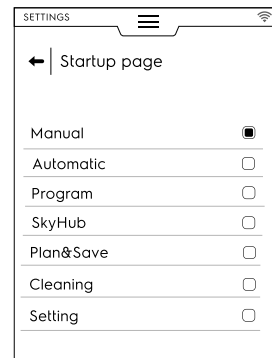 SETTINGS
Startup page
Manual
Automatic
Program
SkyHub
Plan&Save
Cleaning
Setting